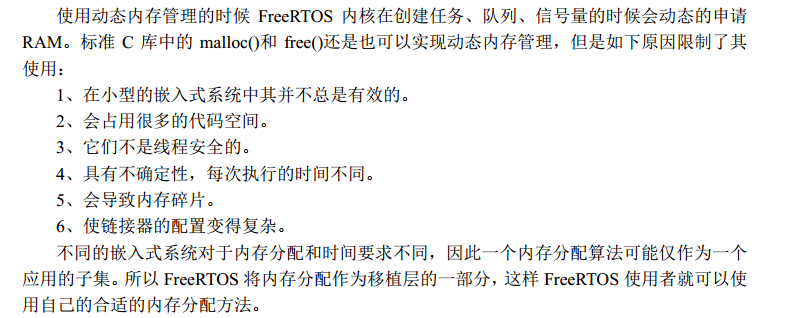 使用动态内存管理的时候 FreeRTOS 内核在创建任务、队列、信号量的时候会动态的申请
RAM。标准 C 库中的 malloc()和 free()还是也可以实现动态内存管理，但是如下原因限制了其
使用：
1、在小型的嵌入式系统中其并不总是有效的。
2、会占用很多的代码空间。
3、它们不是线程安全的。
4、具有不确定性，每次执行的时间不同。
5、会导致内存碎片。
6、使链接器的配置变得复杂。
不同的嵌入式系统对于内存分配和时间要求不同，因此一个内存分配算法可能仅作为一个
应用的子集。所以 FreeRTOS 将内存分配作为移植层的一部分，这样 FreeRTOS 使用者就可以使
用自己的合适的内存分配方法。